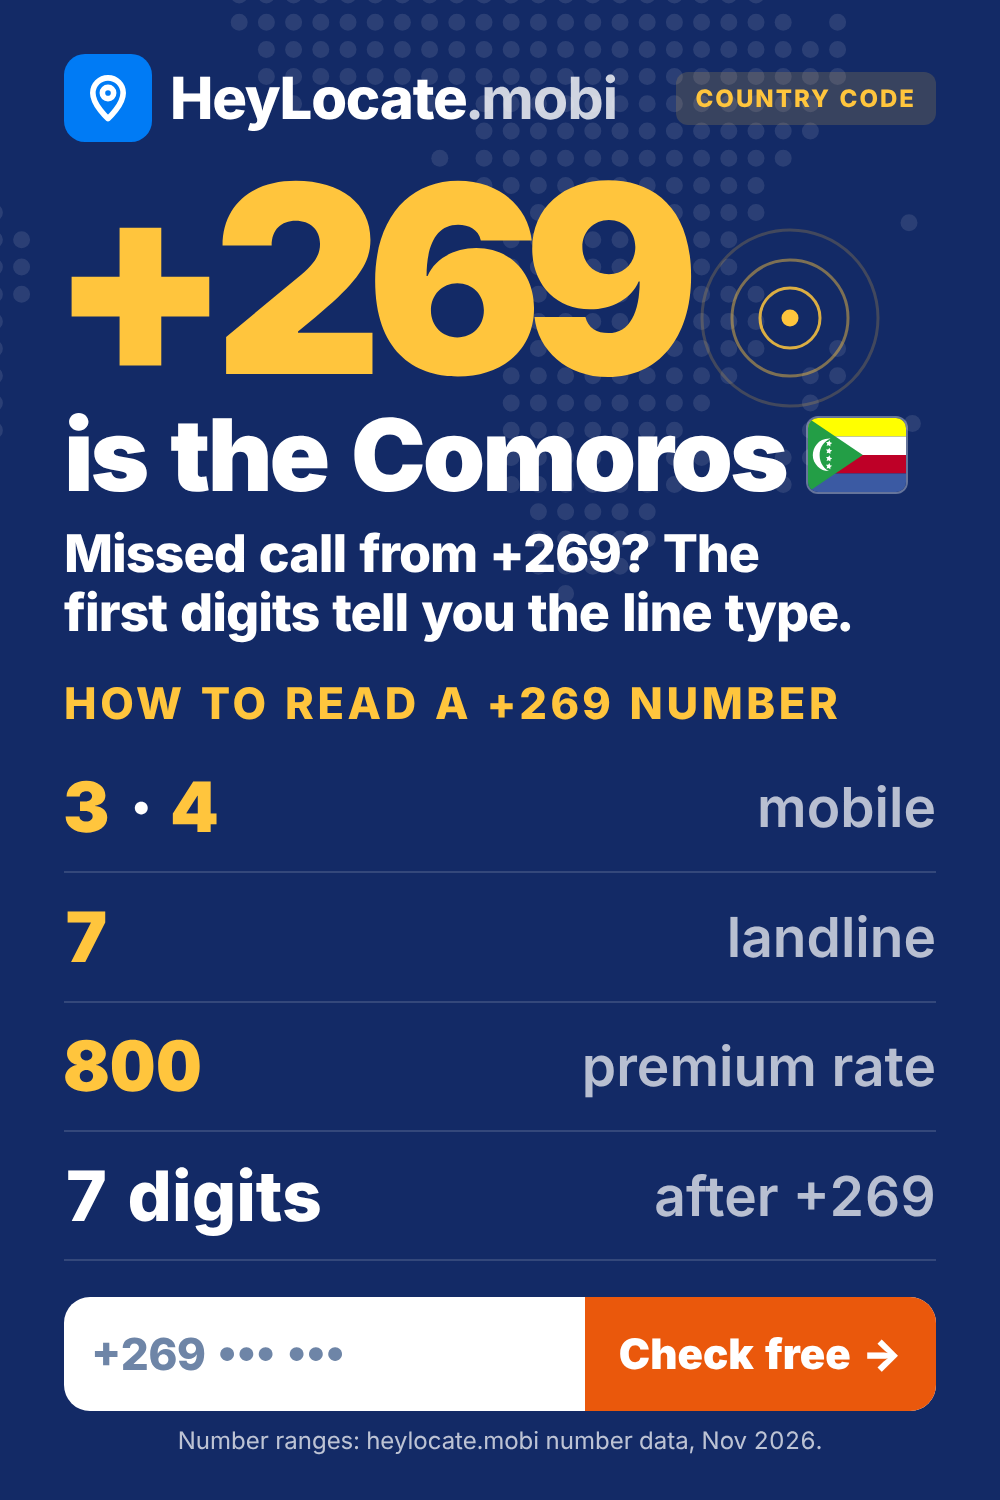 HeyLocate.mobi
COUNTRY CODE
+269
is the Comoros
Missed call from +269? The
first digits tell you the line type.
HOW TO READ A +269 NUMBER
3 · 4 mobile
7 landline
800 premium rate
7 digits after +269
+269 ••• •••
Check free →
Number ranges: heylocate.mobi number data, Nov 2026.